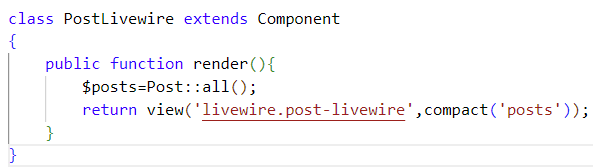 class PostLivewire extends Component
{
    public function render(){
        $posts=Post::all();
        return view('livewire.post-livewire',compact('posts'));
    }
}